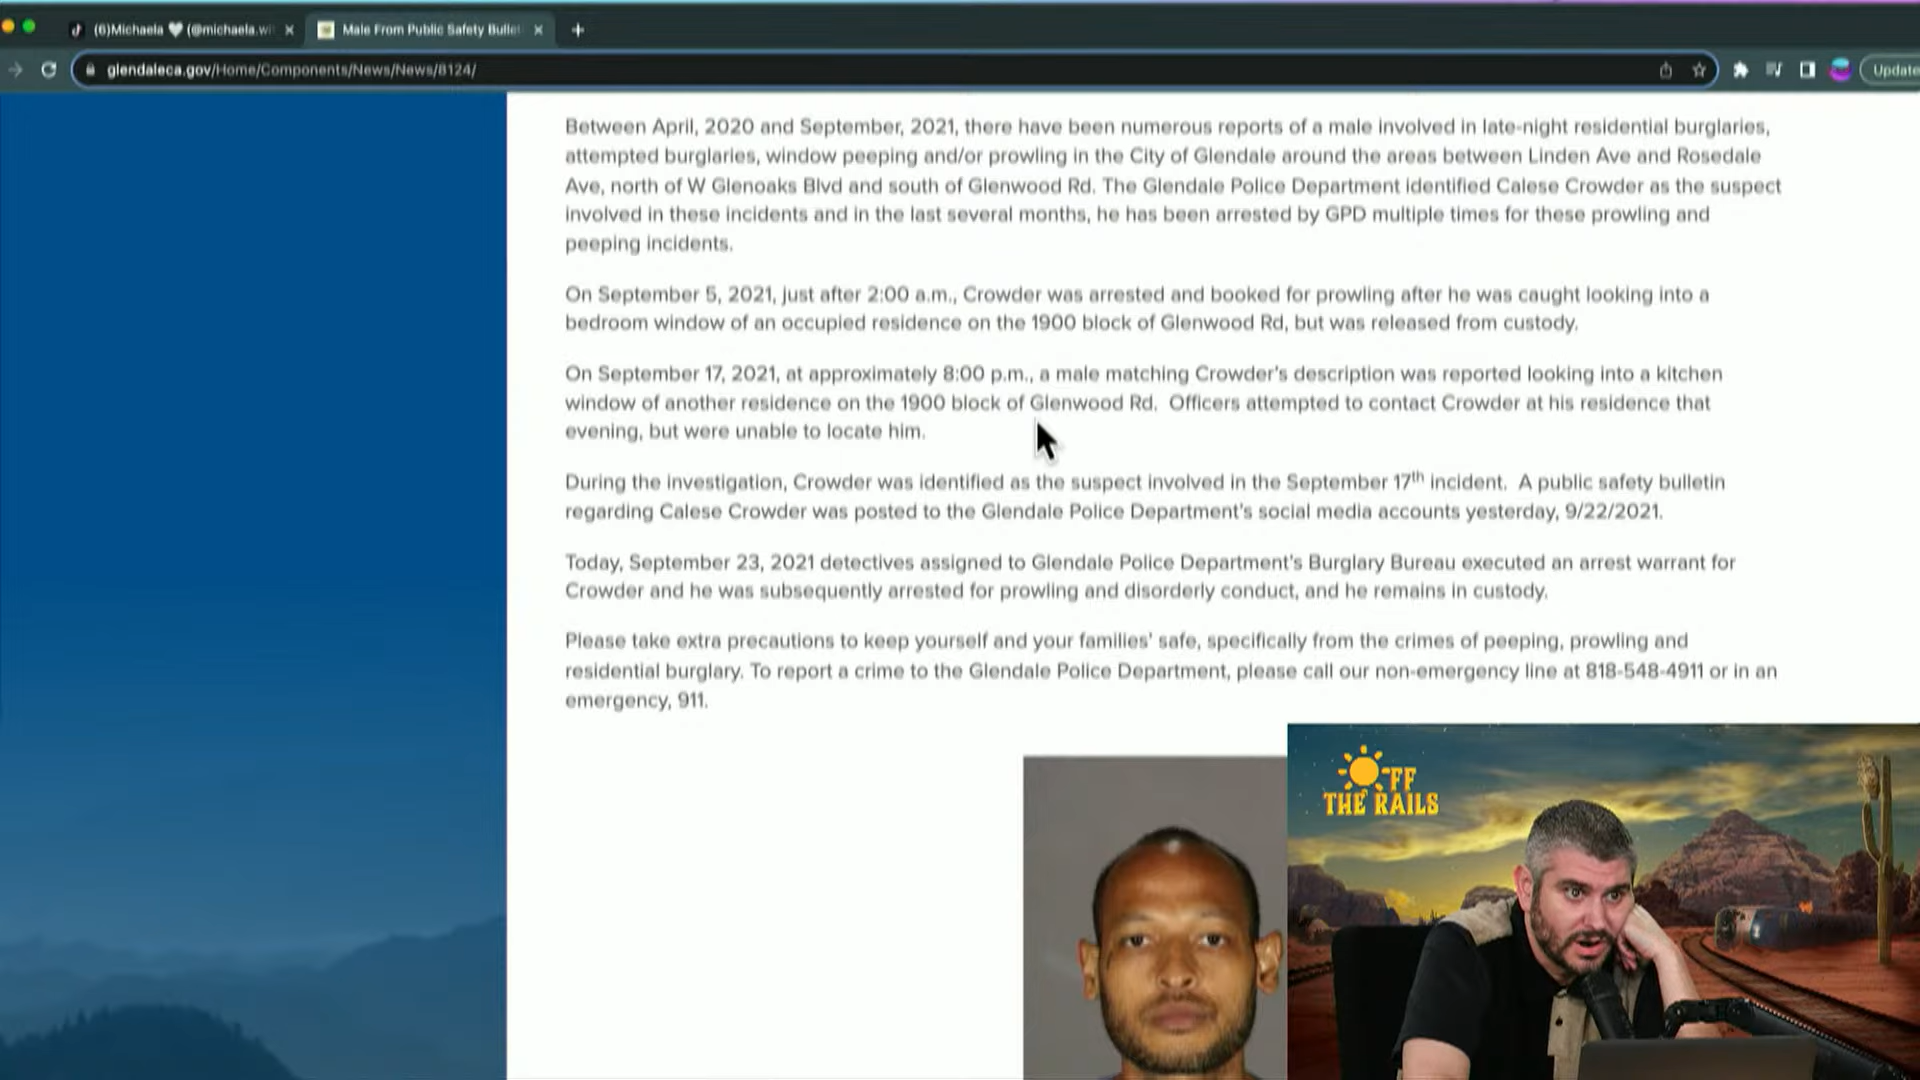 (6)Michaela 🤍 (@michaela.wi
Male From Public Safety Bullet
glendaleca.gov/Home/Components/News/News/8124/
Update
Between April, 2020 and September, 2021, there have been numerous reports of a male involved in late-night residential burglaries,
attempted burglaries, window peeping and/or prowling in the City of Glendale around the areas between Linden Ave and Rosedale
Ave, north of W Glenoaks Blvd and south of Glenwood Rd. The Glendale Police Department identified Calese Crowder as the suspect
involved in these incidents and in the last several months, he has been arrested by GPD multiple times for these prowling and
peeping incidents.
On September 5, 2021, just after 2:00 a.m., Crowder was arrested and booked for prowling after he was caught looking into a
bedroom window of an occupied residence on the 1900 block of Glenwood Rd, but was released from custody.
On September 17, 2021, at approximately 8:00 p.m., a male matching Crowder's description was reported looking into a kitchen
window of another residence on the 1900 block of Glenwood Rd.  Officers attempted to contact Crowder at his residence that
evening, but were unable to locate him.
During the investigation, Crowder was identified as the suspect involved in the September 17th incident.  A public safety bulletin
regarding Calese Crowder was posted to the Glendale Police Department's social media accounts yesterday, 9/22/2021.
Today, September 23, 2021 detectives assigned to Glendale Police Department's Burglary Bureau executed an arrest warrant for
Crowder and he was subsequently arrested for prowling and disorderly conduct, and he remains in custody.
Please take extra precautions to keep yourself and your families' safe, specifically from the crimes of peeping, prowling and
residential burglary. To report a crime to the Glendale Police Department, please call our non-emergency line at 818-548-4911 or in an
emergency, 911.
OFF
THE RAILS